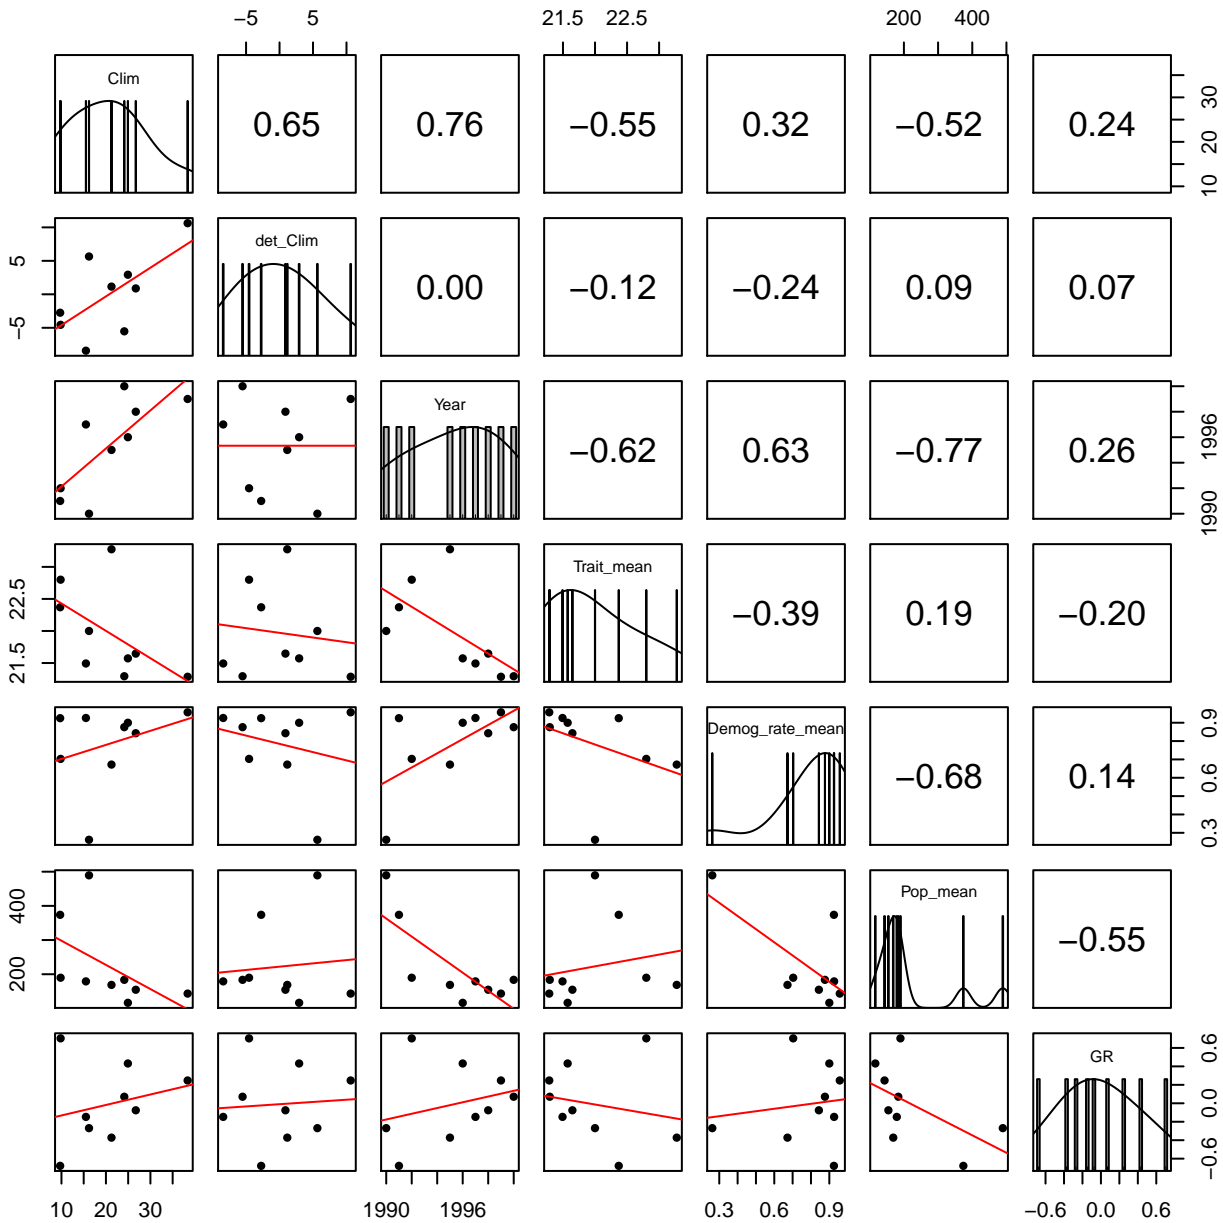 −5 5 21.5 22.5 200 400
Clim 0.65 0.76 −0.55 0.32 −0.52 0.24 10 20 30
−5 5 det_Clim 0.00 −0.12 −0.24 0.09 0.07
Year −0.62 0.63 −0.77 0.26 1990 1996
21.5 22.5 Trait_mean −0.39 0.19 −0.20
Demog_rate_mean −0.68 0.14 0.3 0.6 0.9
200 400 Pop_mean −0.55
GR −0.6 0.0 0.6
10 20 30 1990 1996 0.3 0.6 0.9 −0.6 0.0 0.6